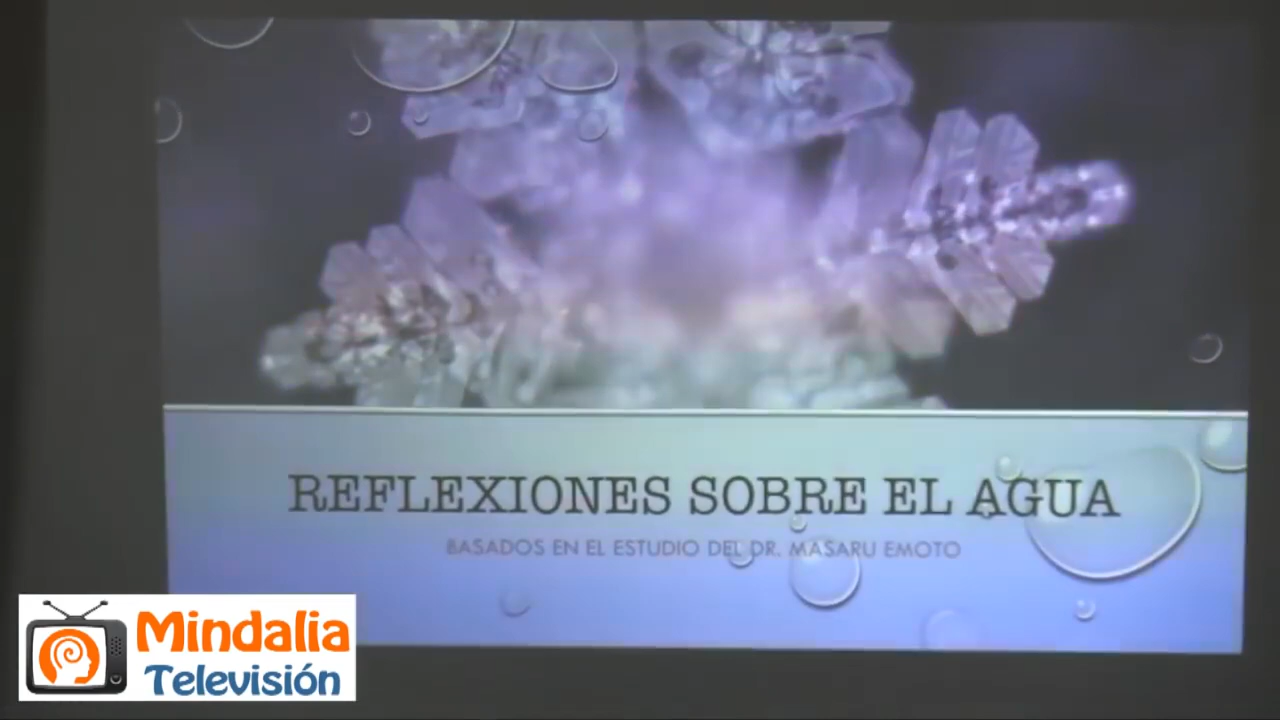 REFLEXIONES SOBRE EL AGUA
BASADOS EN EL ESTUDIO DEL DR. MASARU EMOTO
Mindalia
Televisión